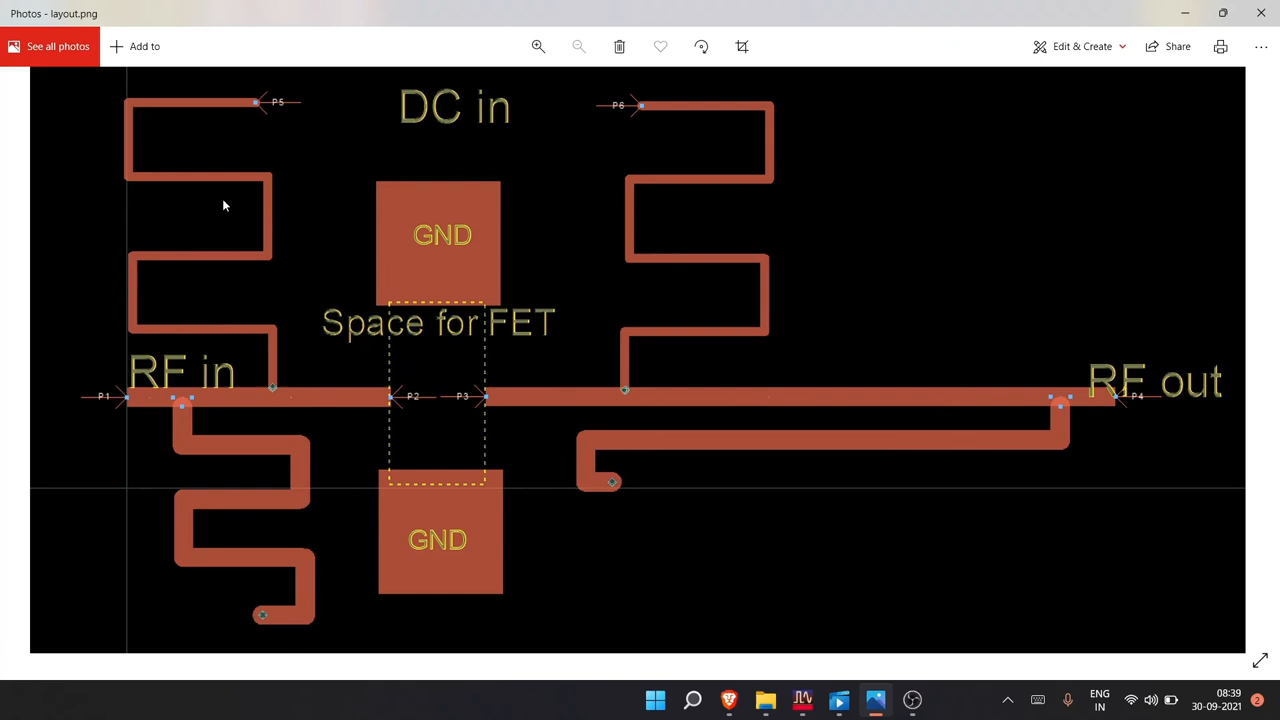 Photos - layout.png
See all photos
Add to
Edit & Create
Share
P5
DC in
P6
GND
Space for FET
RF in
RF out
P1
P2
P3
P4
GND
ENG
IN
08:39
30-09-2021
2